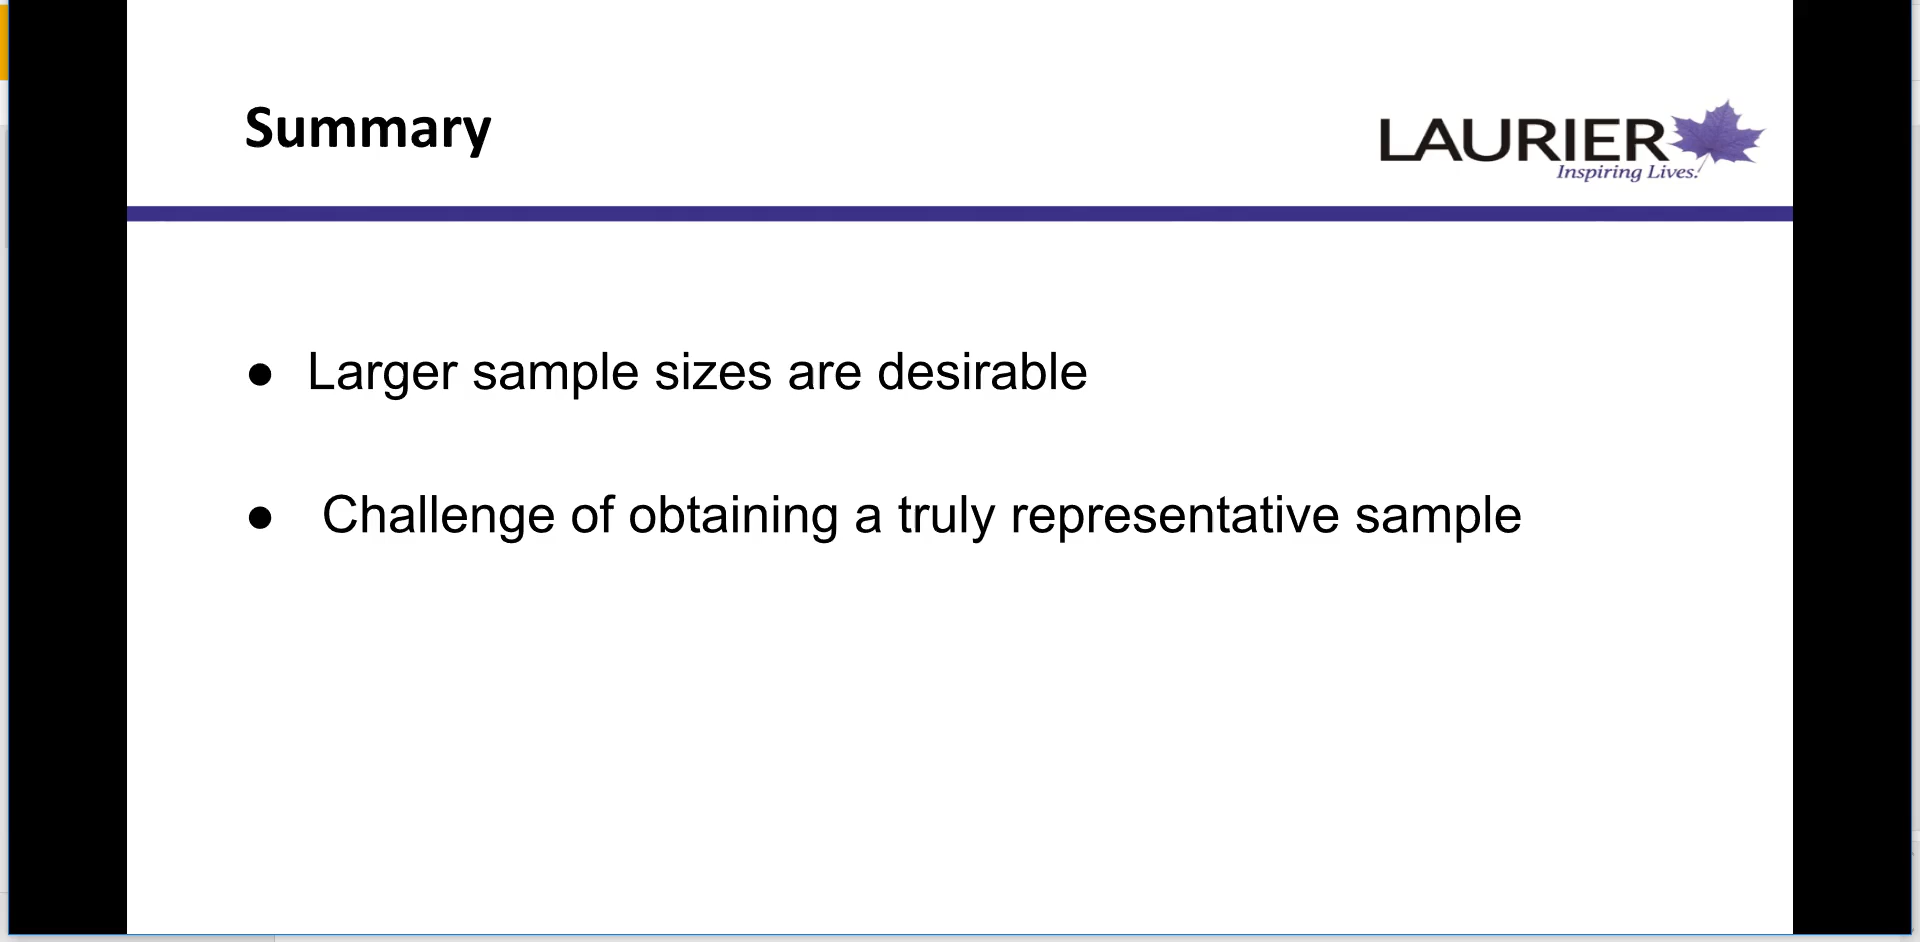 Summary
LAURIER
Inspiring Lives.
● Larger sample sizes are desirable
● Challenge of obtaining a truly representative sample